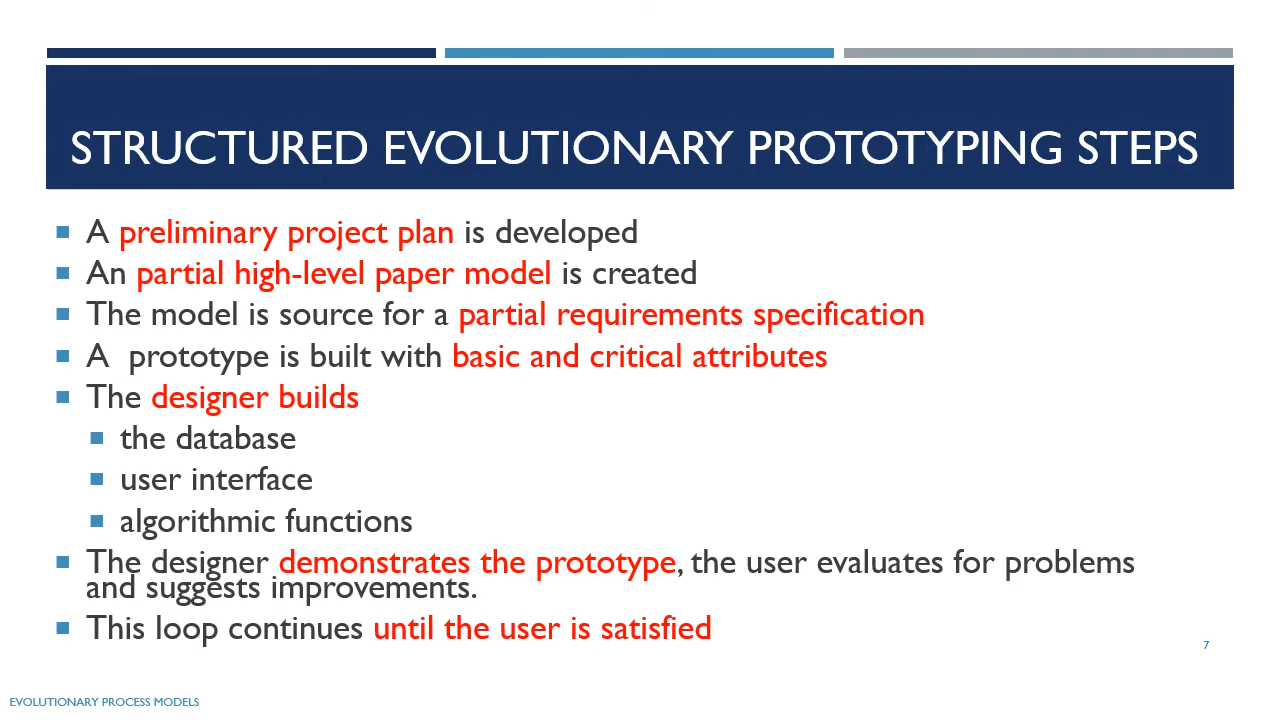 STRUCTURED EVOLUTIONARY PROTOTYPING STEPS
A preliminary project plan is developed
An partial high-level paper model is created
The model is source for a partial requirements specification
A prototype is built with basic and critical attributes
The designer builds
the database
user interface
algorithmic functions
The designer demonstrates the prototype, the user evaluates for problems
and suggests improvements.
This loop continues until the user is satisfied
7
EVOLUTIONARY PROCESS MODELS